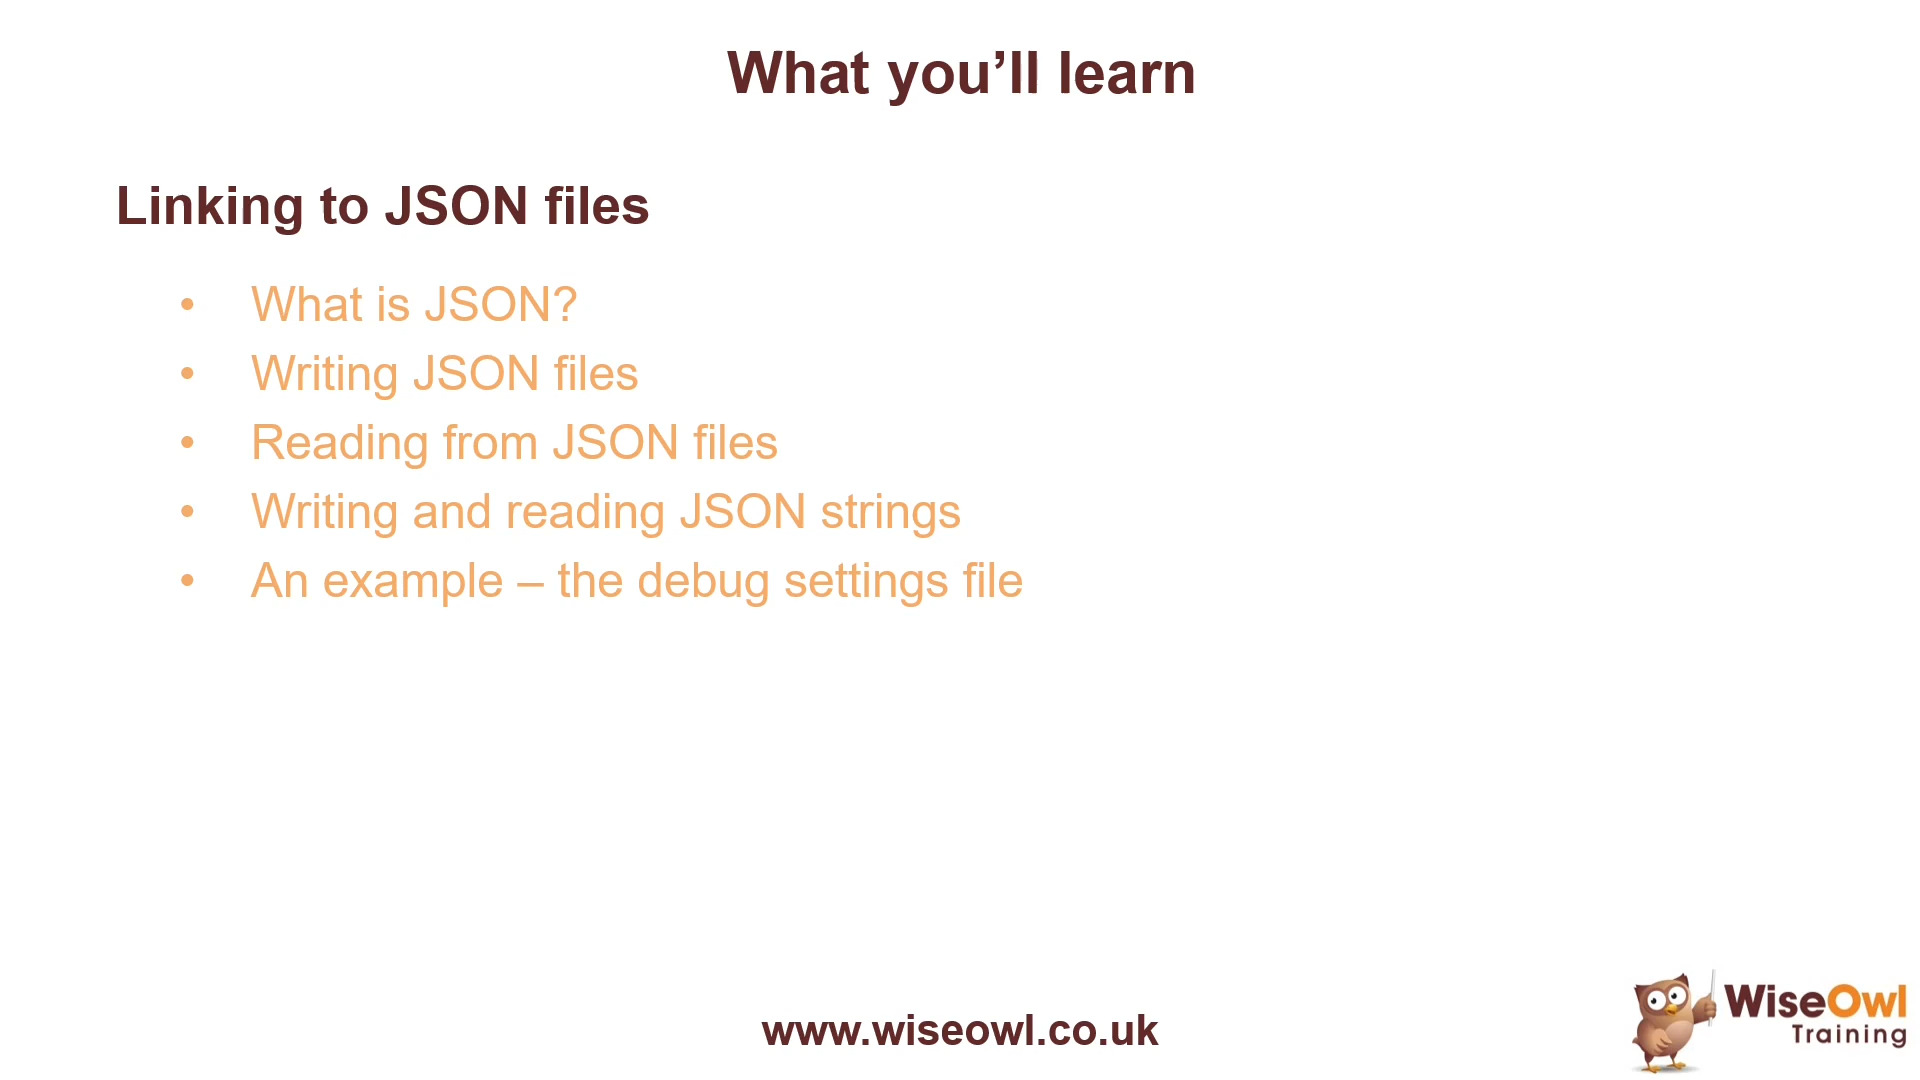 What you’ll learn
Linking to JSON files
• What is JSON?
• Writing JSON files
• Reading from JSON files
• Writing and reading JSON strings
• An example – the debug settings file
www.wiseowl.co.uk
WiseOwl
Training